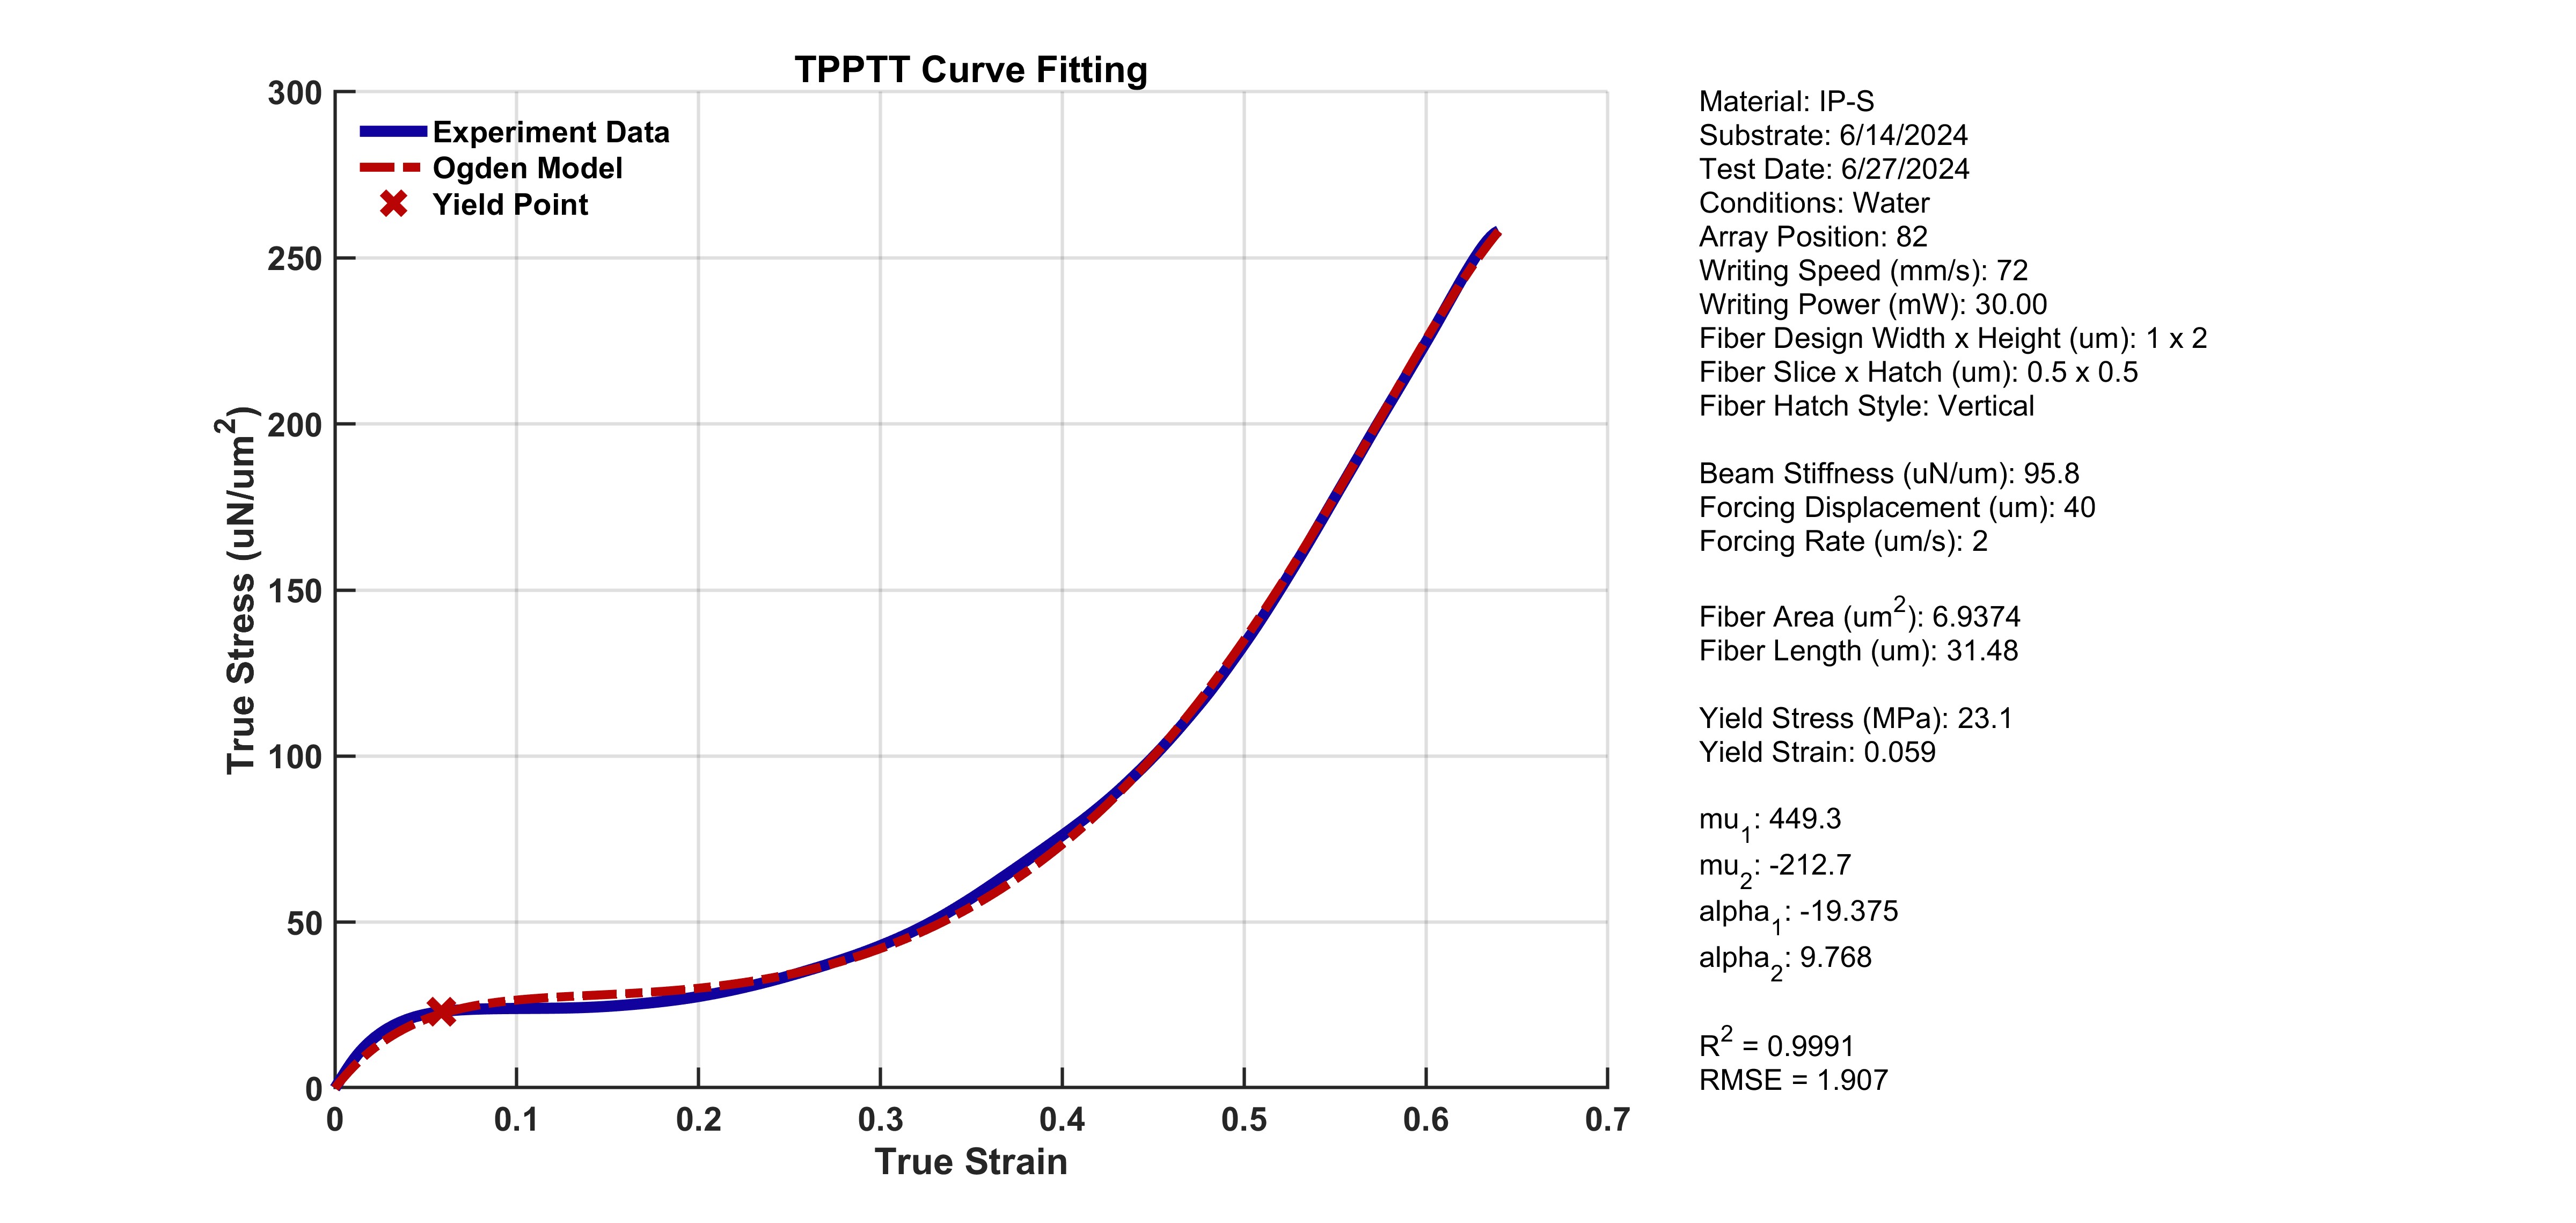 TPPTT Curve Fitting
300
250
200
150
100
50
0
True Stress (uN/um2)
Experiment Data
Ogden Model
Yield Point
0 0.1 0.2 0.3 0.4 0.5 0.6 0.7
True Strain
Material: IP-S
Substrate: 6/14/2024
Test Date: 6/27/2024
Conditions: Water
Array Position: 82
Writing Speed (mm/s): 72
Writing Power (mW): 30.00
Fiber Design Width x Height (um): 1 x 2
Fiber Slice x Hatch (um): 0.5 x 0.5
Fiber Hatch Style: Vertical
Beam Stiffness (uN/um): 95.8
Forcing Displacement (um): 40
Forcing Rate (um/s): 2
Fiber Area (um2): 6.9374
Fiber Length (um): 31.48
Yield Stress (MPa): 23.1
Yield Strain: 0.059
mu1: 449.3
mu2: -212.7
alpha1: -19.375
alpha2: 9.768
R2 = 0.9991
RMSE = 1.907